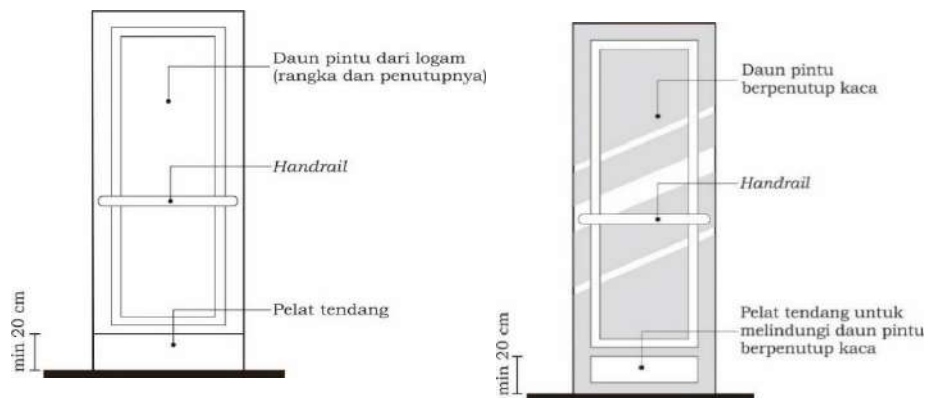 Daun pintu dari logam
(rangka dan penutupnya)
Handrail
Pelat tendang
min 20 cm
Daun pintu
berpenutup kaca
Handrail
Pelat tendang untuk
melindungi daun pintu
berpenutup kaca
min 20 cm